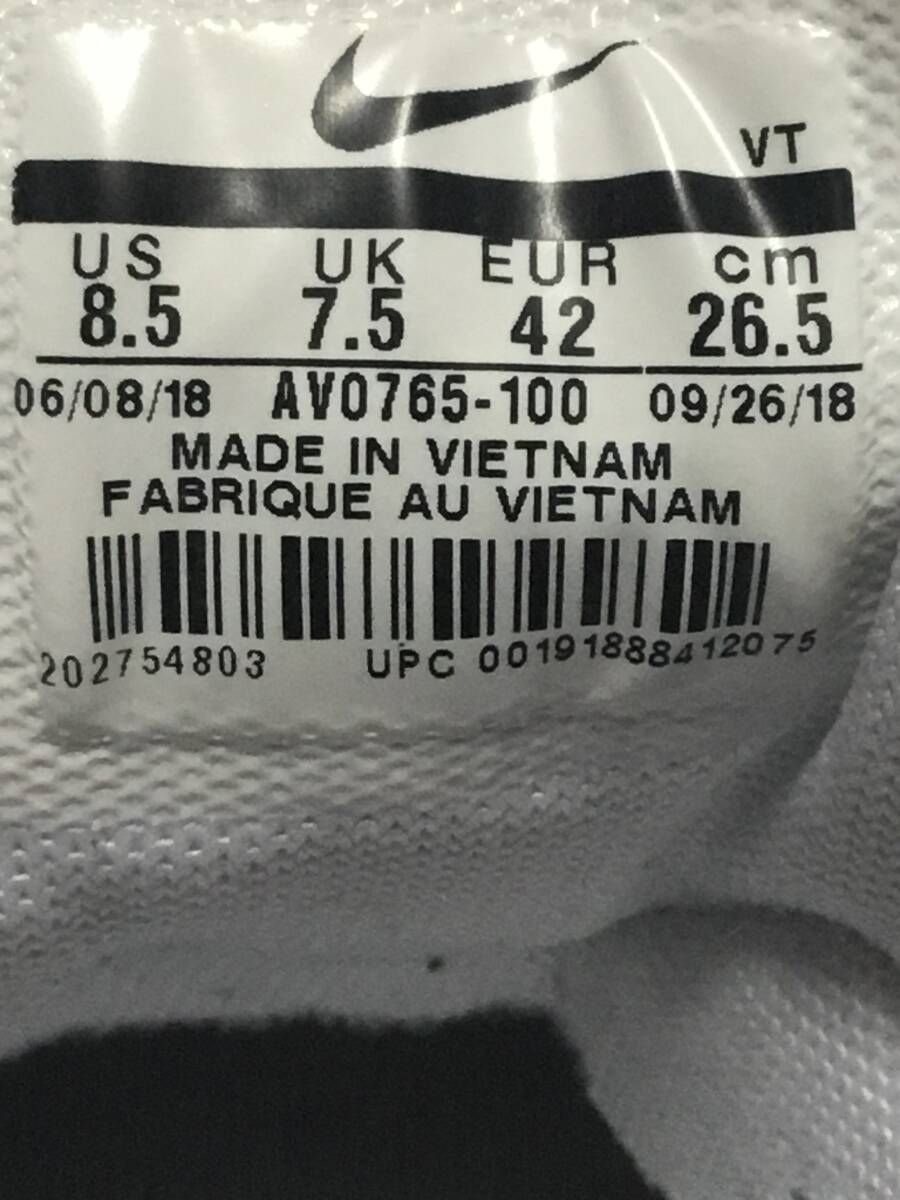 VT
US UK EUR cm
8.5 7.5 42 26.5
06/08/18 AV0765-100 09/26/18
MADE IN VIETNAM
FABRIQUE AU VIETNAM
202754803 UPC 00191888412075